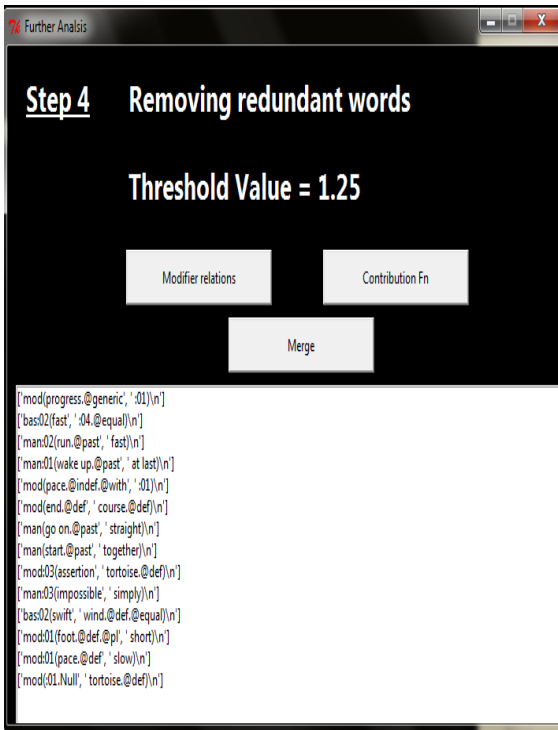 Further Analsis
Step 4 Removing redundant words
Threshold Value = 1.25
Modifier relations Contribution Fn
Merge
['mod(progress.@generic', ' :01)\n']
['bas:02(fast', ' :04.@equal)\n']
['man:02(run.@past', ' fast)\n']
['man:01(wake up.@past', ' at last)\n']
['mod(pace.@indef.@with', ' :01)\n']
['mod(end.@def', ' course.@def)\n']
['man(go on.@past', ' straight)\n']
['man(start.@past', ' together)\n']
['mod:03(assertion', ' tortoise.@def)\n']
['man:03(impossible', ' simply)\n']
['bas:02(swift', ' wind.@def.@equal)\n']
['mod:01(foot.@def.@pl', ' short)\n']
['mod:01(pace.@def', ' slow)\n']
['mod(:01.Null', ' tortoise.@def)\n']